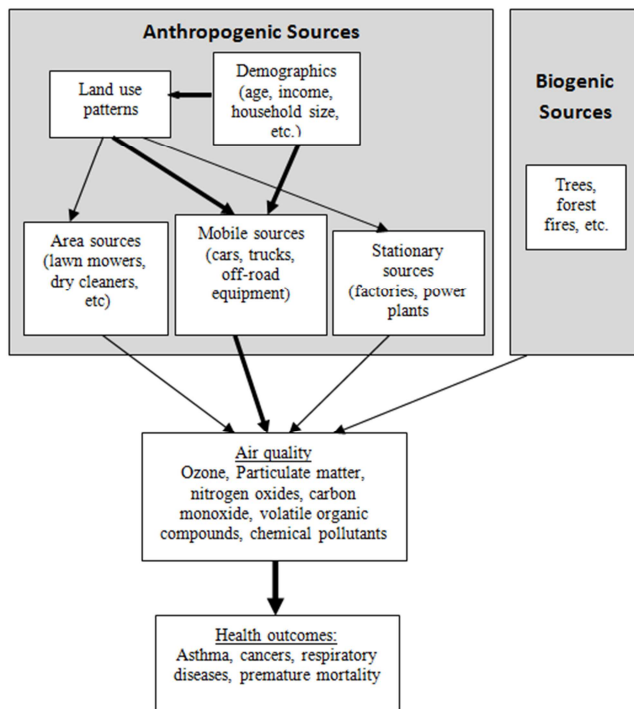 Anthropogenic Sources
Land use
patterns
Demographics
(age, income,
household size,
etc.)
Area sources
(lawn mowers,
dry cleaners,
etc)
Mobile sources
(cars, trucks,
off-road
equipment)
Stationary
sources
(factories, power
plants
Biogenic
Sources
Trees,
forest
fires, etc.
Air quality
Ozone, Particulate matter,
nitrogen oxides, carbon
monoxide, volatile organic
compounds, chemical pollutants
Health outcomes:
Asthma, cancers, respiratory
diseases, premature mortality